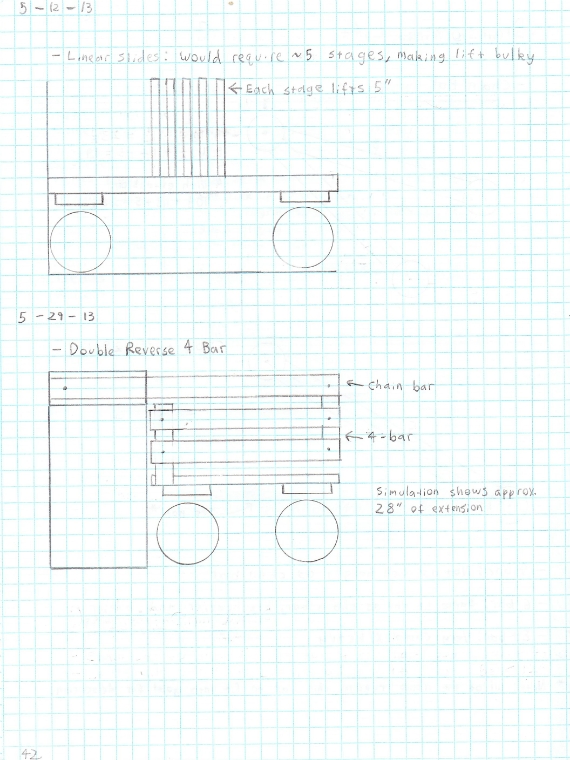 5-12-13
- Linear slides: would require ~5 stages, making lift bulky
← Each stage lifts 5"
5-29-13
- Double Reverse 4 Bar
← Chain bar
← 4-bar
Simulation shows approx.
28" of extension
42